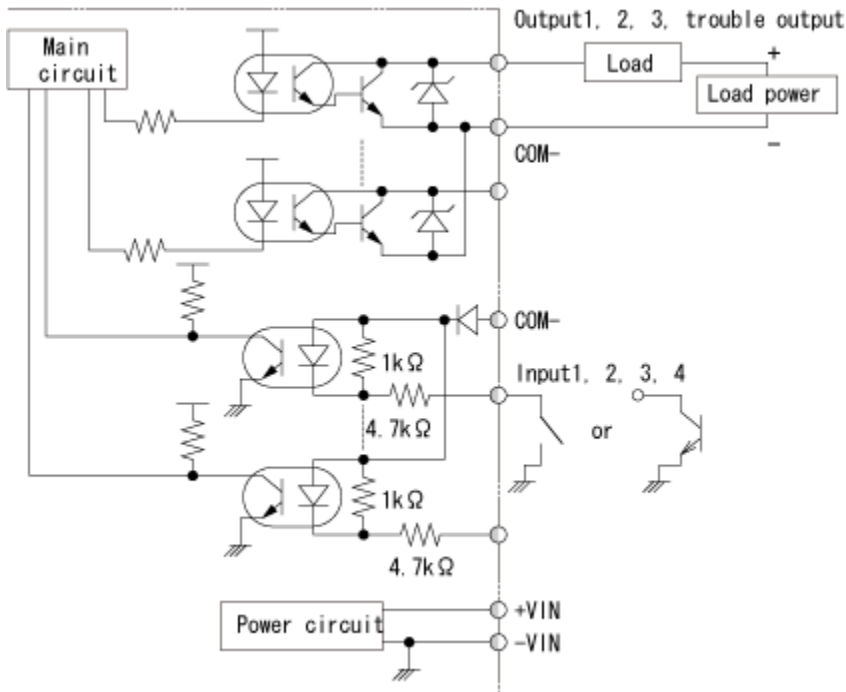 Output1, 2, 3, trouble output
Main
circuit
Load
+
Load power
COM-
-
COM-
1kΩ
Input1, 2, 3, 4
4.7kΩ
or
1kΩ
4.7kΩ
Power circuit
+VIN
-VIN